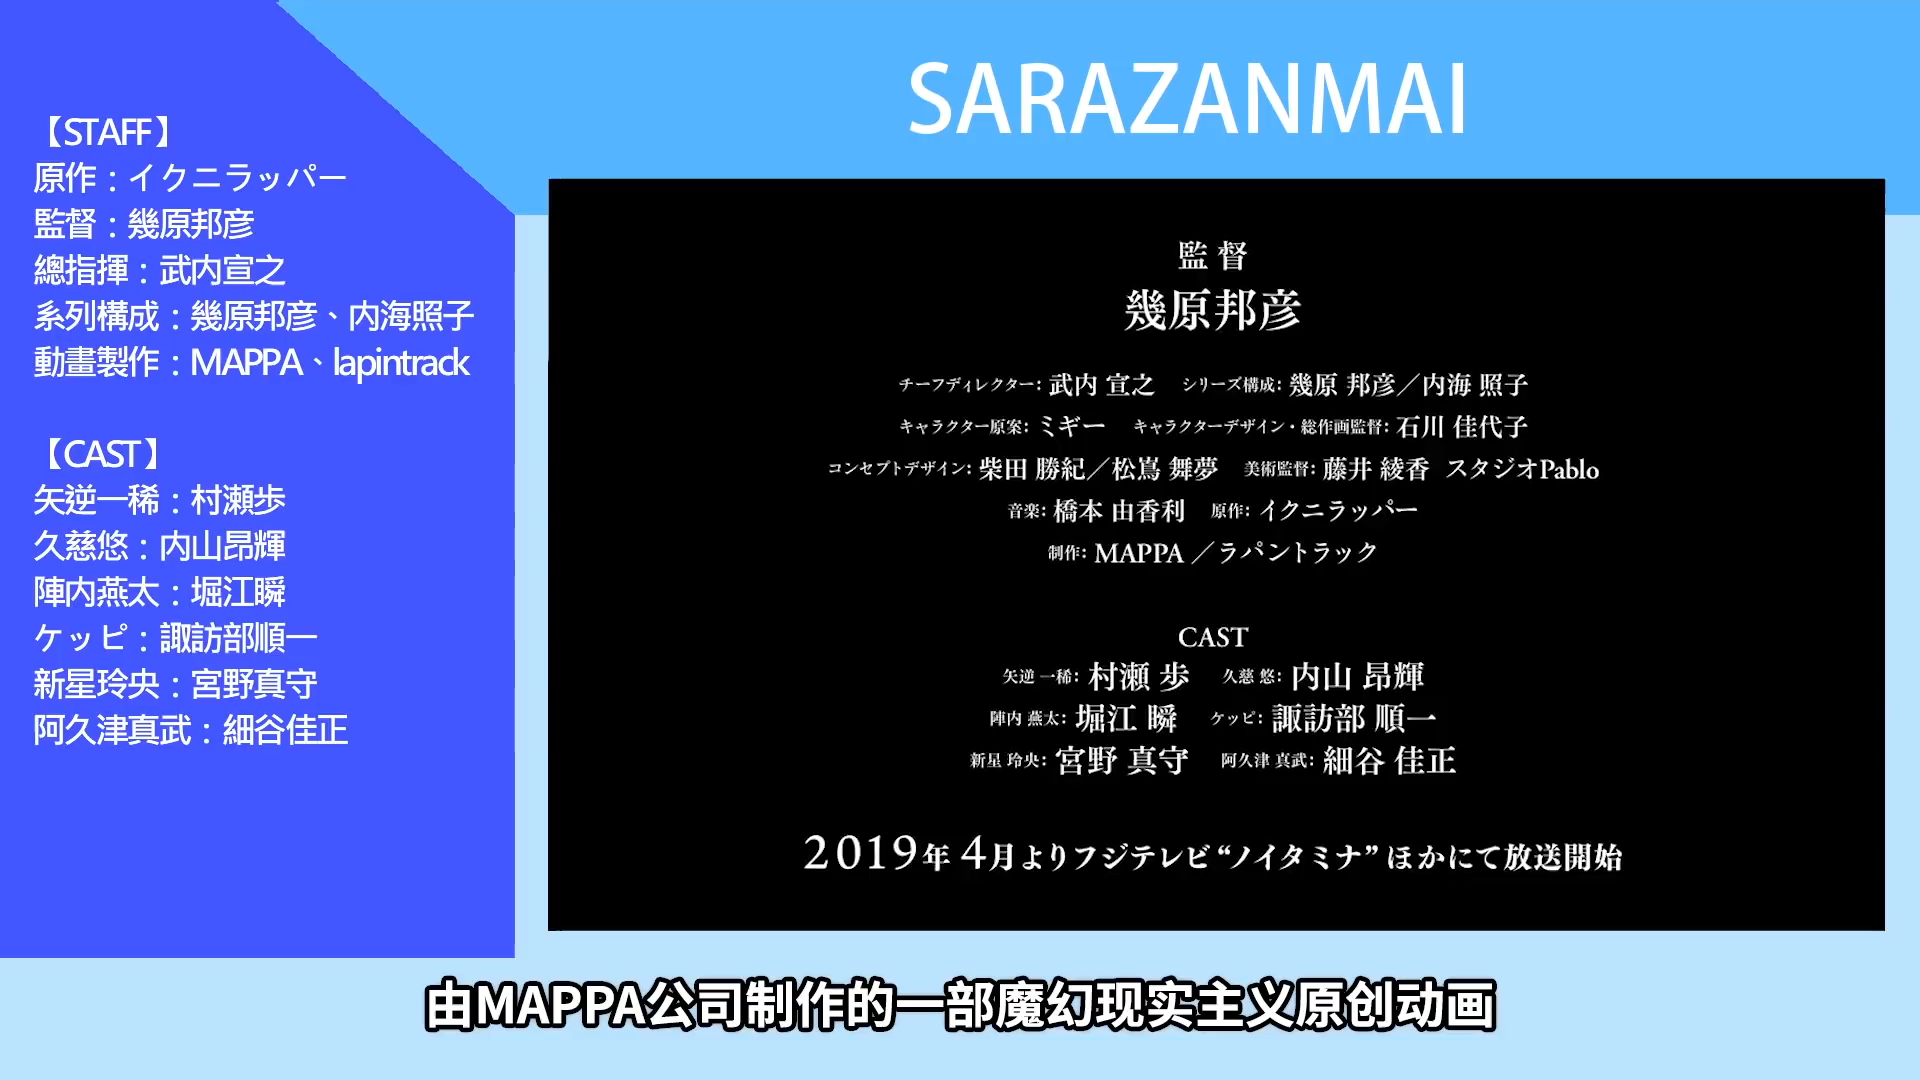 【STAFF】
原作：イクニラッパー
監督：幾原邦彦
總指揮：武内宣之
系列構成：幾原邦彦、内海照子
動畫製作：MAPPA、lapintrack
【CAST】
矢逆一稀：村瀬歩
久慈悠：内山昂輝
陣内燕太：堀江瞬
ケッピ：諏訪部順一
新星玲央：宮野真守
阿久津真武：細谷佳正
SARAZANMAI
監督
幾原邦彦
チーフディレクター：武内 宣之 シリーズ構成：幾原 邦彦／内海 照子
キャラクター原案：ミギー キャラクターデザイン・総作画監督：石川 佳代子
コンセプトデザイン：柴田 勝紀／松嶌 舞夢 美術監督：藤井 綾香 スタジオPablo
音楽：橋本 由香利 原作：イクニラッパー
制作：MAPPA ／ラパントラック
CAST
矢逆 一稀：村瀬 歩 久慈 悠：内山 昂輝
陣内 燕太：堀江 瞬 ケッピ：諏訪部 順一
新星 玲央：宮野 真守 阿久津 真武：細谷 佳正
2019年 4月よりフジテレビ“ノイタミナ”ほかにて放送開始
由MAPPA公司制作的一部魔幻现实主义原创动画